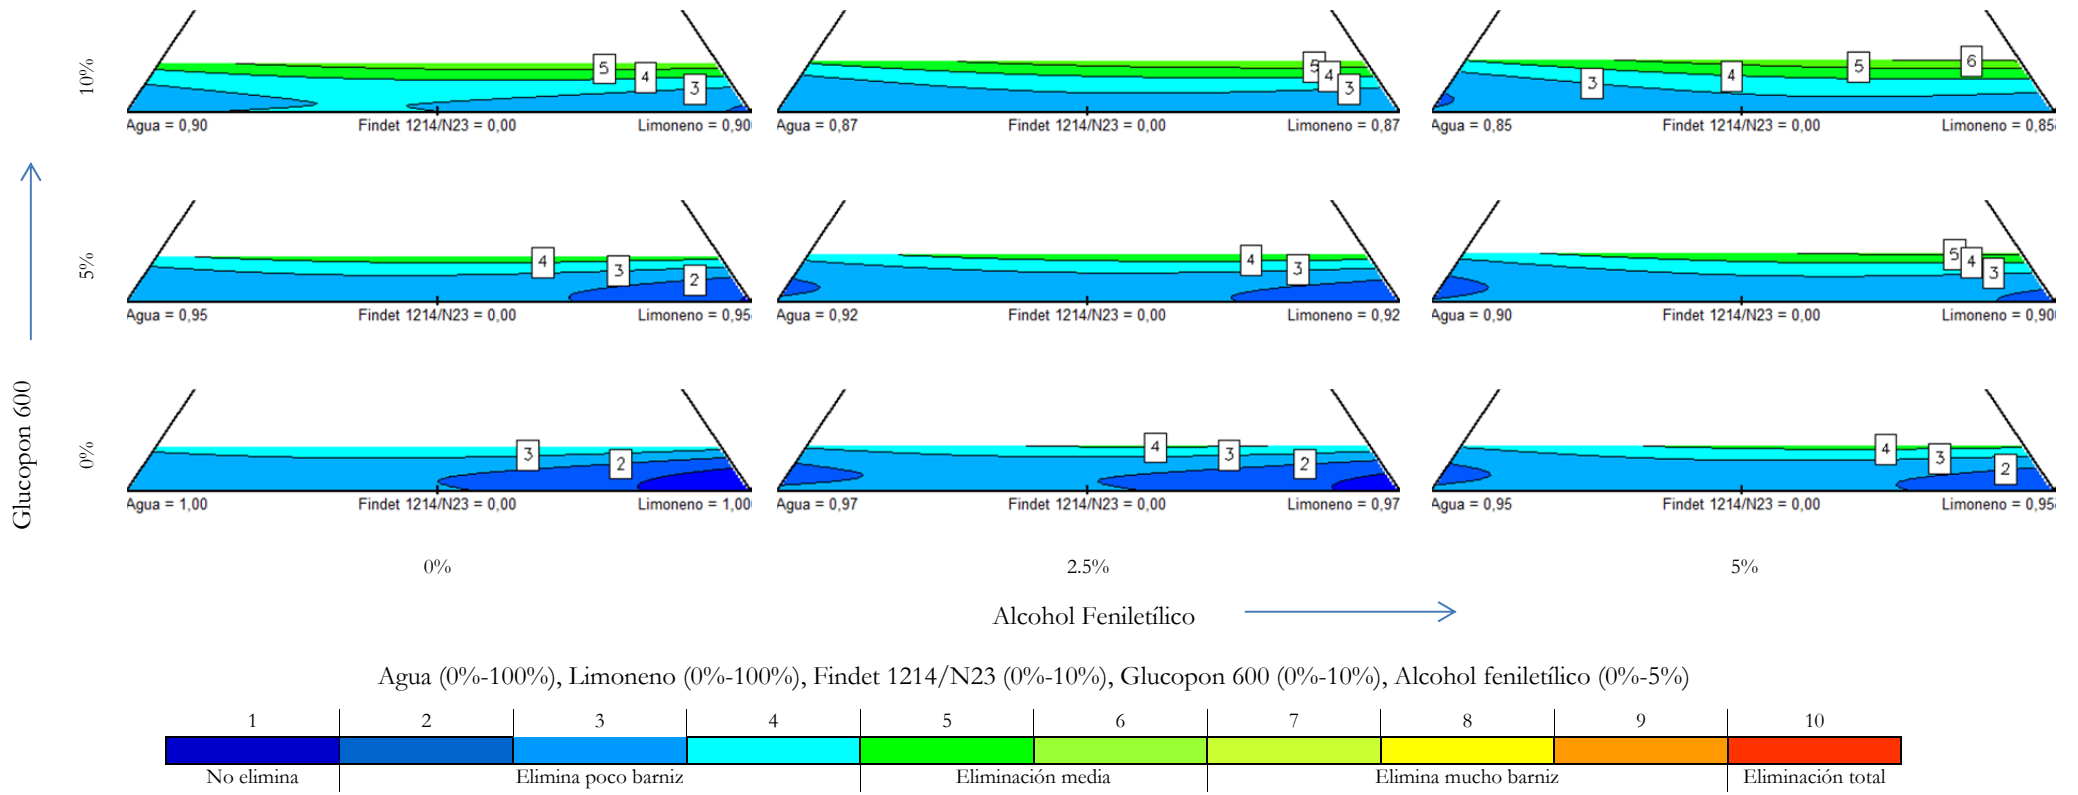 10%
5
4
3
Agua = 0,90
Findet 1214/N23 = 0,00
Limoneno = 0,90
5
4
3
Agua = 0,87
Findet 1214/N23 = 0,00
Limoneno = 0,87
3
4
5
6
Agua = 0,85
Findet 1214/N23 = 0,00
Limoneno = 0,85
5%
4
3
2
Agua = 0,95
Findet 1214/N23 = 0,00
Limoneno = 0,95
4
3
Agua = 0,92
Findet 1214/N23 = 0,00
Limoneno = 0,92
5
4
3
Agua = 0,90
Findet 1214/N23 = 0,00
Limoneno = 0,90
Glucopon 600
0%
3
2
Agua = 1,00
Findet 1214/N23 = 0,00
Limoneno = 1,00
4
3
2
Agua = 0,97
Findet 1214/N23 = 0,00
Limoneno = 0,97
4
3
2
Agua = 0,95
Findet 1214/N23 = 0,00
Limoneno = 0,95
0%
2.5%
5%
Alcohol Feniletílico
Agua (0%-100%), Limoneno (0%-100%), Findet 1214/N23 (0%-10%), Glucopon 600 (0%-10%), Alcohol feniletílico (0%-5%)
1 2 3 4 5 6 7 8 9 10
No elimina Elimina poco barniz Eliminación media Elimina mucho barniz Eliminación total